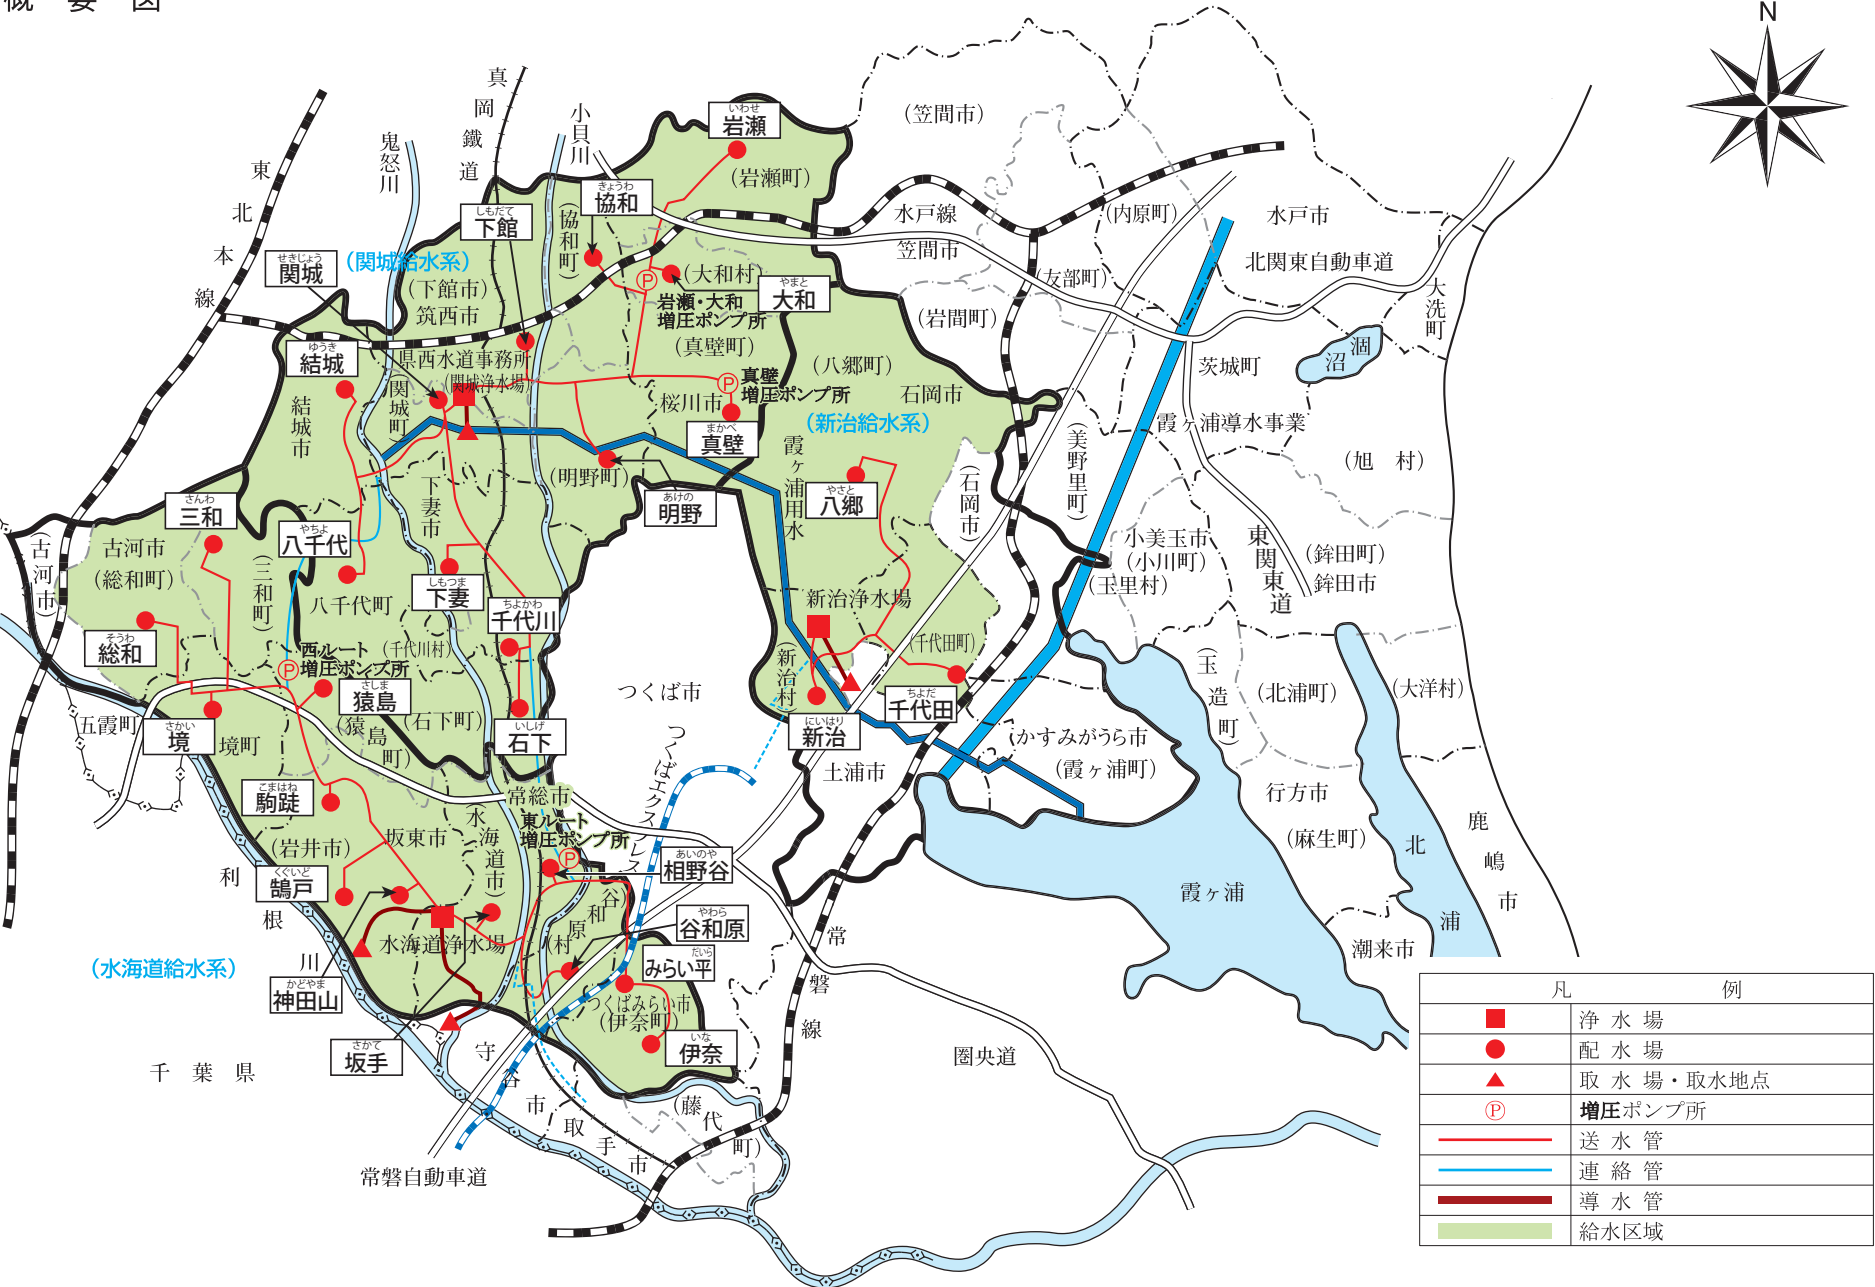 概要図
N
東北本線
鬼怒川
真岡鐵道
小貝川
いわせ
岩瀬
(岩瀬町)
(笠間市)
きょうわ
協和
(協和町)
しもだて
下館
せきじょう
関城
(関城給水系)
(下館市)
筑西市
水戸線
笠間市
(内原町)
水戸市
北関東自動車道
大洗町
(大和村)
やまと
大和
(友部町)
岩瀬・大和
増圧ポンプ所
(岩間町)
(真壁町)
ゆうき
結城
県西水道事務所
(関城浄水場)
(関城町)
(八郷町)
石岡市
茨城町
涸沼
真壁
増圧ポンプ所
桜川市
まかべ
真壁
(新治給水系)
霞ヶ浦導水事業
結城市
下妻市
(明野町)
あけの
明野
霞ヶ浦用水
やさと
八郷
(石岡市)
(美野里町)
(旭 村)
さんわ
三和
やちよ
八千代
古河市
(総和町)
(古河市)
(三和町)
八千代町
しもつま
下妻
ちよかわ
千代川
(千代川村)
小美玉市
(小川町)
(玉里村)
東関東道
(鉾田町)
鉾田市
新治浄水場
(千代田町)
(新治村)
そうわ
総和
西ルート
増圧ポンプ所
さしま
猿島
(猿島町)
(石下町)
いしげ
石下
つくば市
つくばエクスプレス
にいはり
新治
ちよだ
千代田
土浦市
かすみがうら市
(霞ヶ浦町)
(玉造町)
(北浦町)
(大洋村)
五霞町
さかい
境
境町
こまはね
駒跿
常総市
東ルート
増圧ポンプ所
(水海道市)
坂東市
(岩井市)
くぐいど
鵠戸
あいのや
相野谷
やわら
谷和原
(谷和原村)
だいら
みらい平
行方市
(麻生町)
北浦
鹿嶋市
霞ヶ浦
潮来市
利根川
水海道浄水場
(水海道給水系)
かどやま
神田山
つくばみらい市
(伊奈町)
いな
伊奈
さかて
坂手
常磐線
圏央道
千葉県
守谷市
取手市
(藤代町)
常磐自動車道
凡 例
浄水場
配水場
取水場・取水地点
Ⓟ 増圧ポンプ所
送水管
連絡管
導水管
給水区域